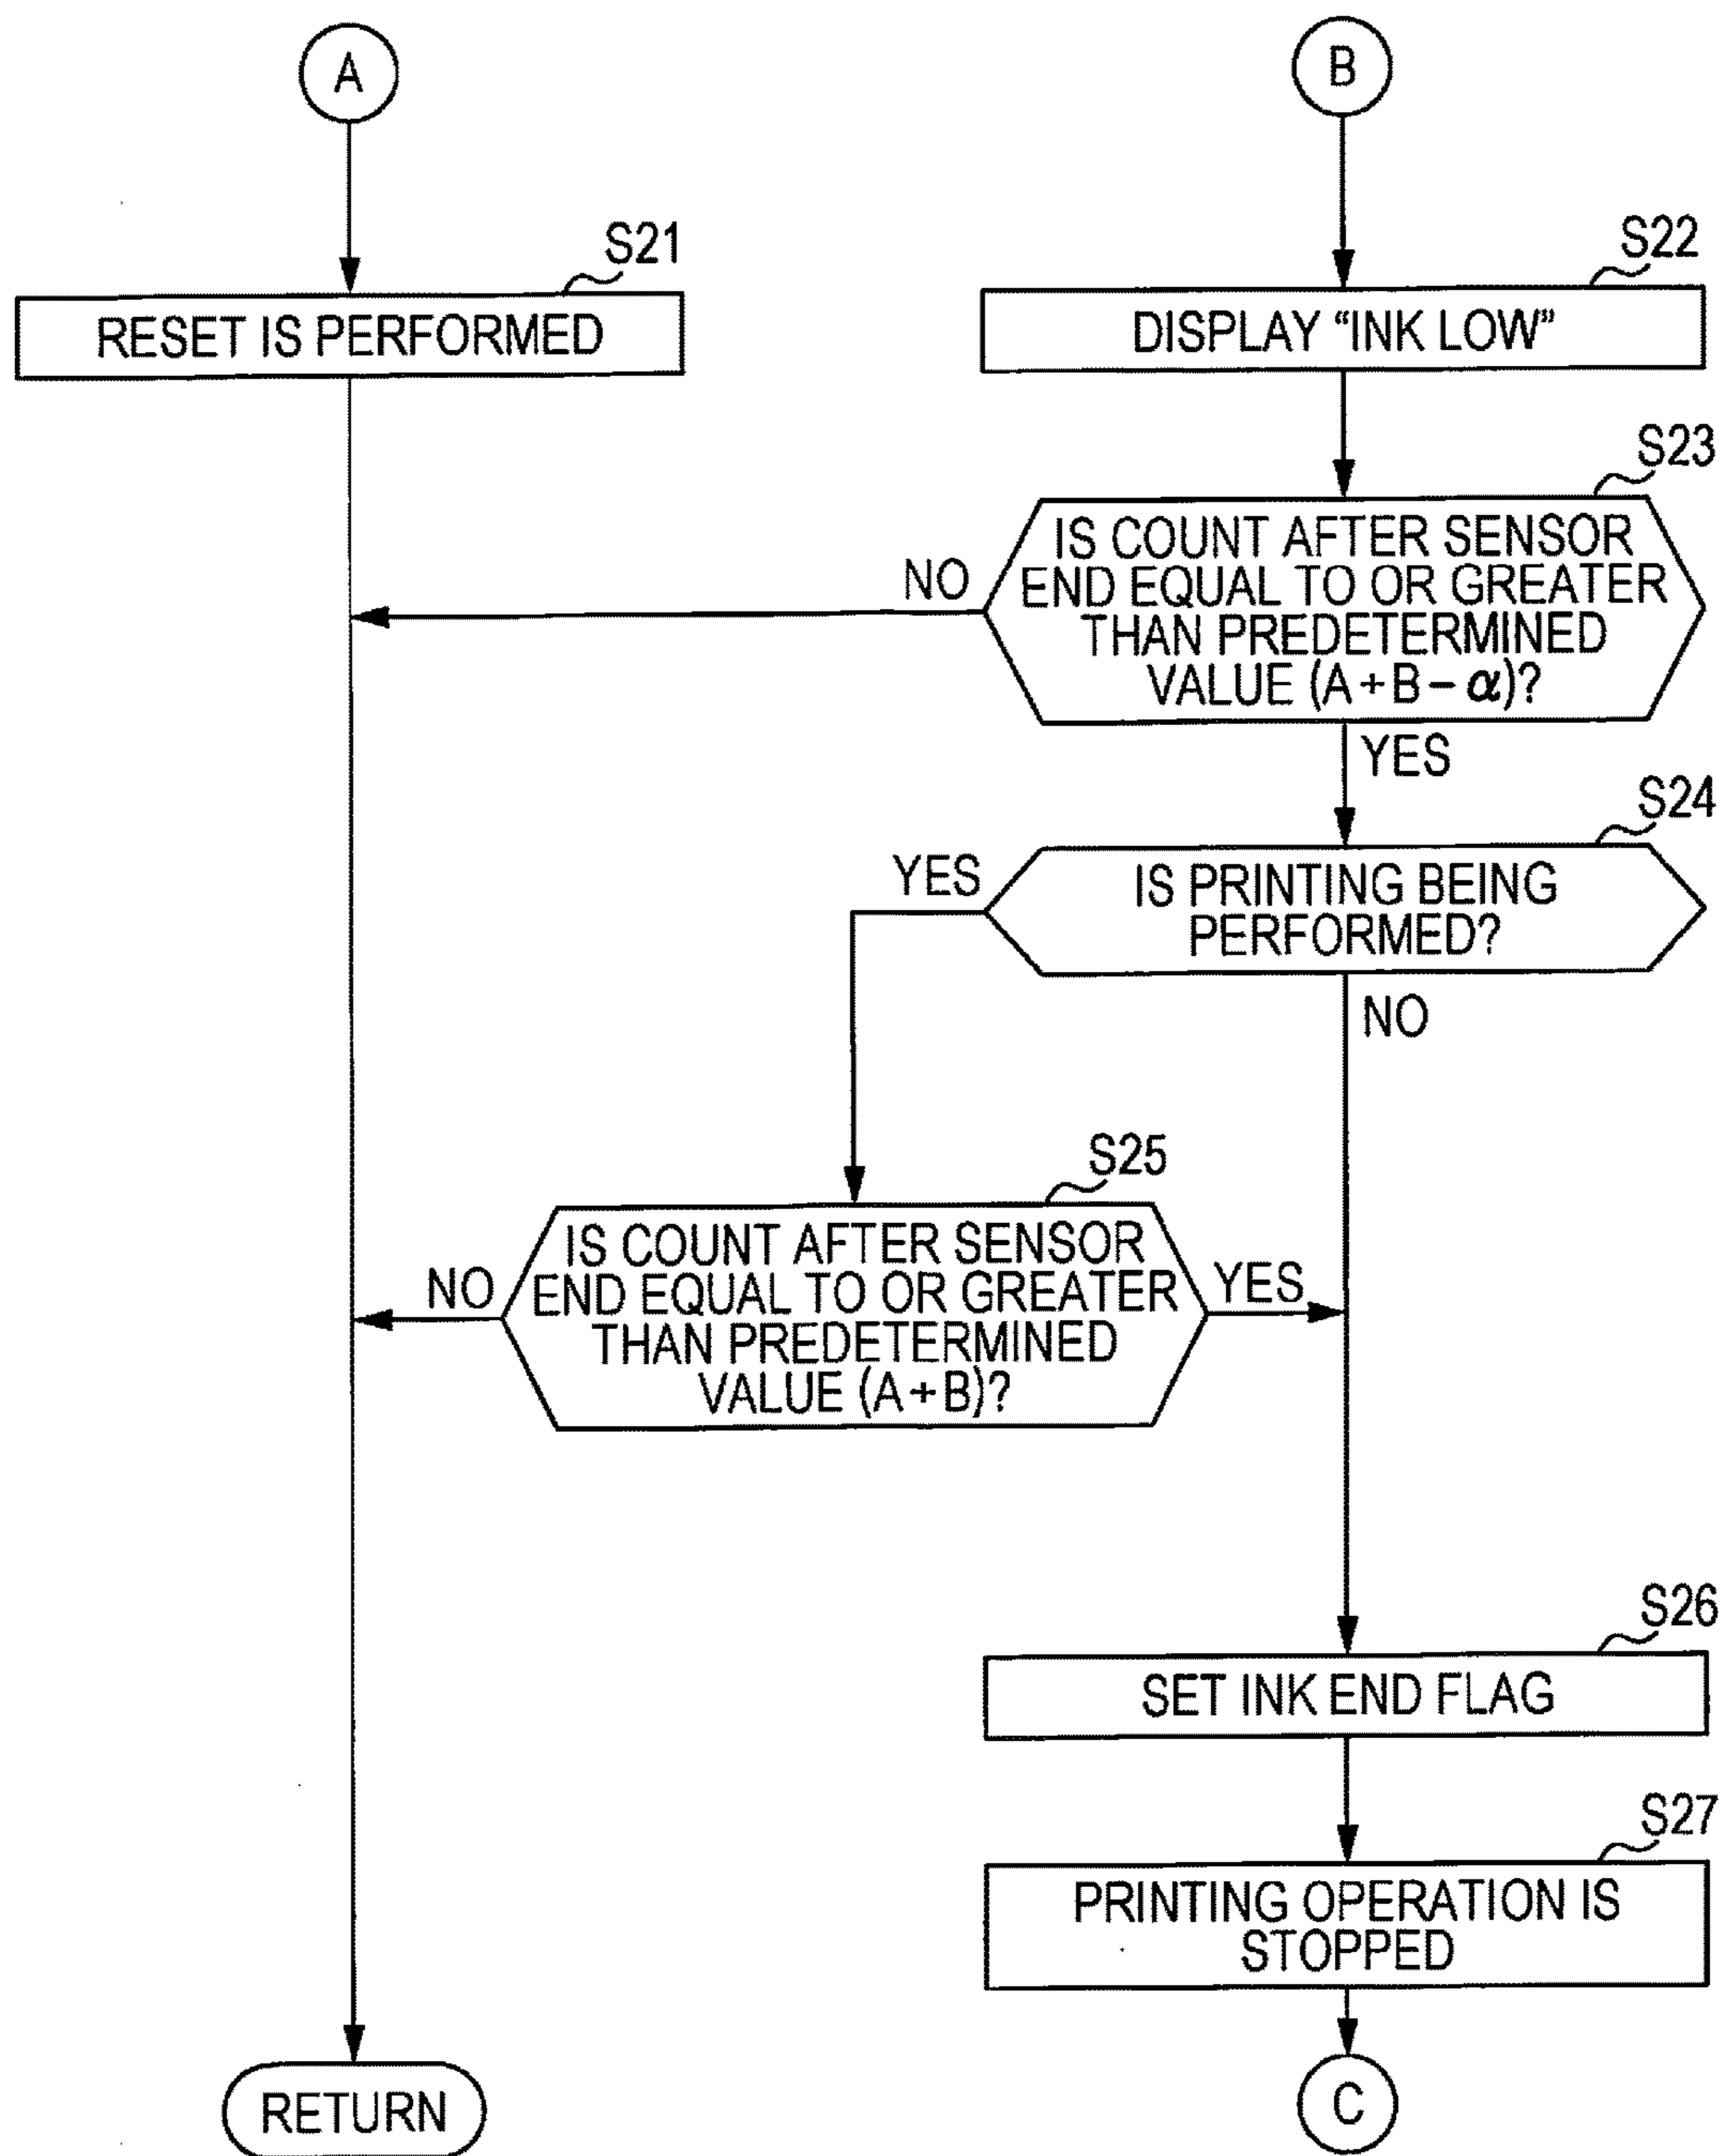 A
B
S21
RESET IS PERFORMED
S22
DISPLAY “INK LOW”
S23
IS COUNT AFTER SENSOR
END EQUAL TO OR GREATER
THAN PREDETERMINED
VALUE (A+B−α)?
NO
YES
S24
IS PRINTING BEING
PERFORMED?
YES
NO
S25
IS COUNT AFTER SENSOR
END EQUAL TO OR GREATER
THAN PREDETERMINED
VALUE (A+B)?
NO
YES
S26
SET INK END FLAG
S27
PRINTING OPERATION IS
STOPPED
RETURN
C